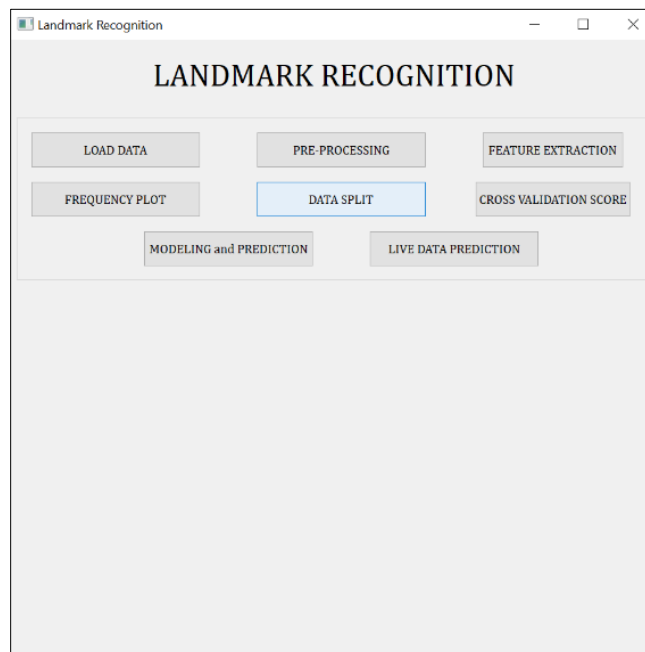 Landmark Recognition
LANDMARK RECOGNITION
LOAD DATA
PRE-PROCESSING
FEATURE EXTRACTION
FREQUENCY PLOT
DATA SPLIT
CROSS VALIDATION SCORE
MODELING and PREDICTION
LIVE DATA PREDICTION